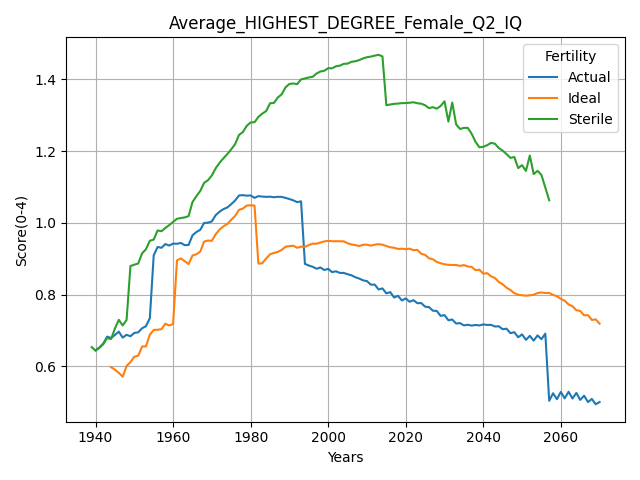 Average_HIGHEST_DEGREE_Female_Q2_IQ
Score(0-4)
1.4
1.2
1.0
0.8
0.6
Fertility
Actual
Ideal
Sterile
1940 1960 1980 2000 2020 2040 2060
Years